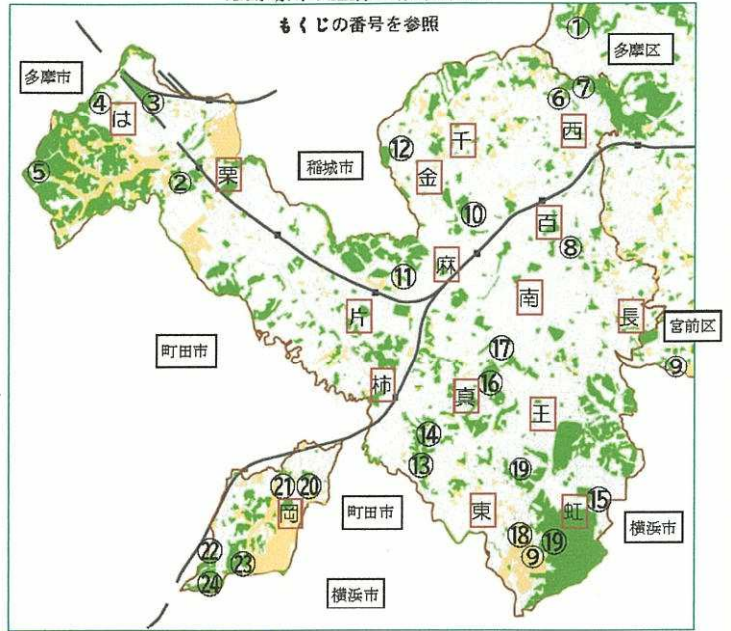 もくじの番号を参照
①
多摩区
多摩市
④
③
は
⑥
⑦
千
西
⑫
⑤
②
栗
稲城市
金
⑩
百
⑧
麻
⑪
南
片
長
宮前区
町田市
⑰
⑨
柿
真
⑯
王
⑭
⑬
⑲
㉑
⑳
岡
町田市
東
虹
⑮
⑱
⑲
⑨
横浜市
㉒
㉓
㉔
横浜市